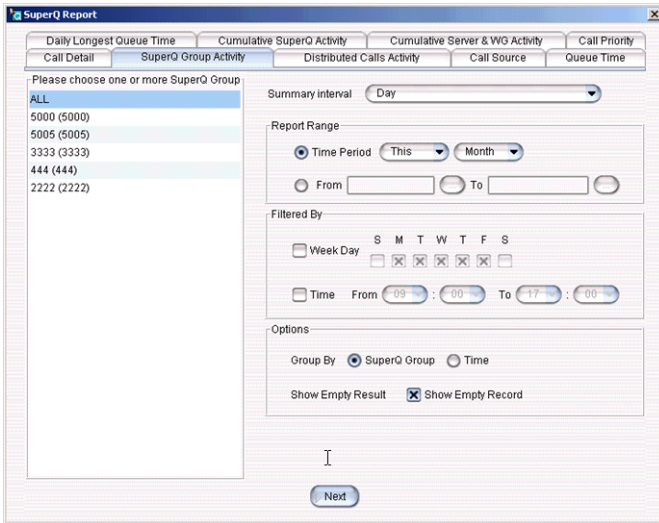 SuperQ Report
Daily Longest Queue Time Cumulative SuperQ Activity Cumulative Server & WG Activity Call Priority
Call Detail SuperQ Group Activity Distributed Calls Activity Call Source Queue Time
Please choose one or more SuperQ Group
ALL
5000 (5000)
5005 (5005)
3333 (3333)
444 (444)
2222 (2222)
Summary interval Day
Report Range
Time Period This Month
From To
Filtered By
S M T W T F S
Week Day
Time From 09 : 00 To 17 : 00
Options
Group By SuperQ Group Time
Show Empty Result Show Empty Record
Next